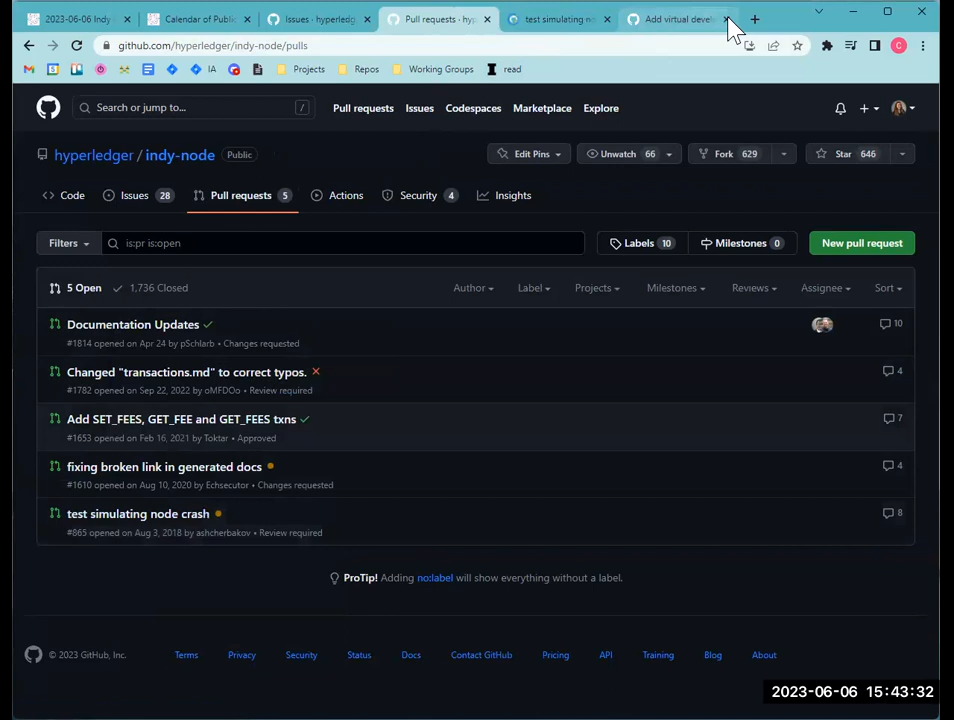 2023-06-06 Indy
Calendar of Public
Issues · hyperledg
Pull requests · hyp
test simulating no
Add virtual devel
github.com/hyperledger/indy-node/pulls
IA
Projects
Repos
Working Groups
read
Search or jump to...
/
Pull requests
Issues
Codespaces
Marketplace
Explore
hyperledger / indy-node
Public
Edit Pins
Unwatch 66
Fork 629
Star 646
Code
Issues 28
Pull requests 5
Actions
Security 4
Insights
Filters
is:pr is:open
Labels 10
Milestones 0
New pull request
5 Open
1,736 Closed
Author
Label
Projects
Milestones
Reviews
Assignee
Sort
Documentation Updates
10
#1814 opened on Apr 24 by pSchlarb • Changes requested
Changed "transactions.md" to correct typos.
4
#1782 opened on Sep 22, 2022 by oMFDOo • Review required
Add SET_FEES, GET_FEE and GET_FEES txns
7
#1653 opened on Feb 16, 2021 by Toktar • Approved
fixing broken link in generated docs
4
#1610 opened on Aug 10, 2020 by Echsecutor • Changes requested
test simulating node crash
8
#865 opened on Aug 3, 2018 by ashcherbakov • Review required
ProTip! Adding no:label will show everything without a label.
© 2023 GitHub, Inc.
Terms
Privacy
Security
Status
Docs
Contact GitHub
Pricing
API
Training
Blog
About
2023-06-06 15:43:32